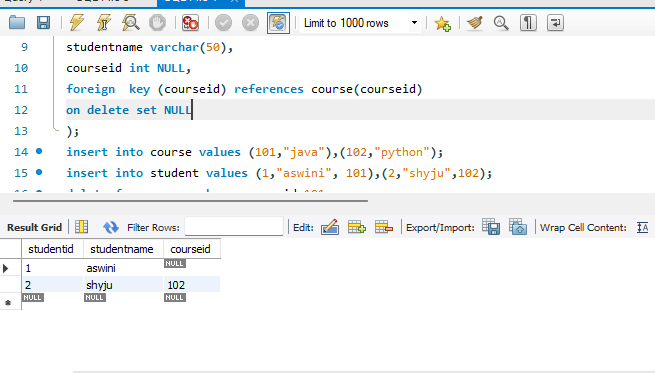 Limit to 1000 rows
9 studentname varchar(50),
10 courseid int NULL,
11 foreign key (courseid) references course(courseid)
12 on delete set NULL
13 );
14 insert into course values (101,"java"),(102,"python");
15 insert into student values (1,"aswini", 101),(2,"shyju",102);
Result Grid Filter Rows: Edit: Export/Import: Wrap Cell Content:
studentid studentname courseid
1 aswini NULL
2 shyju 102
NULL NULL NULL